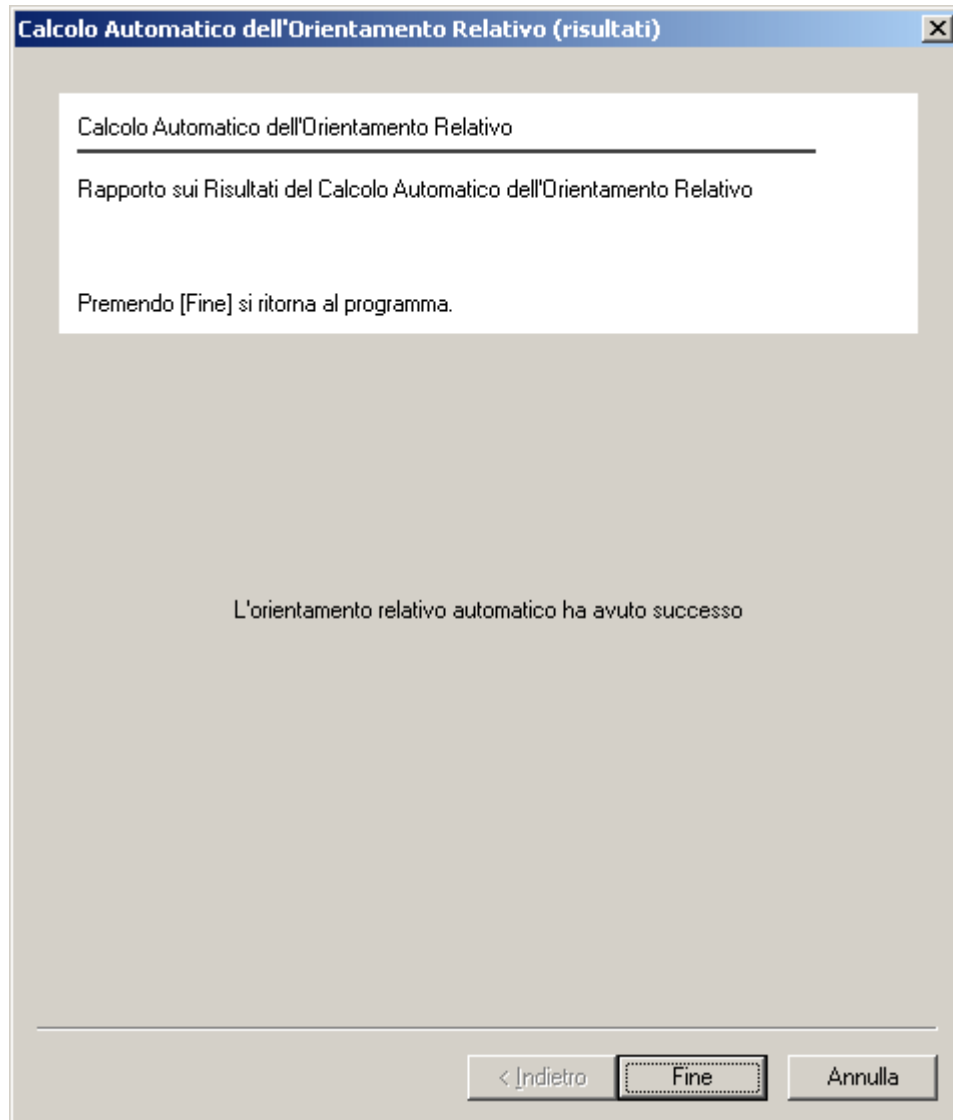 Calcolo Automatico dell'Orientamento Relativo (risultati)
Calcolo Automatico dell'Orientamento Relativo
Rapporto sui Risultati del Calcolo Automatico dell'Orientamento Relativo
Premendo [Fine] si ritorna al programma.
L'orientamento relativo automatico ha avuto successo
< Indietro Fine Annulla